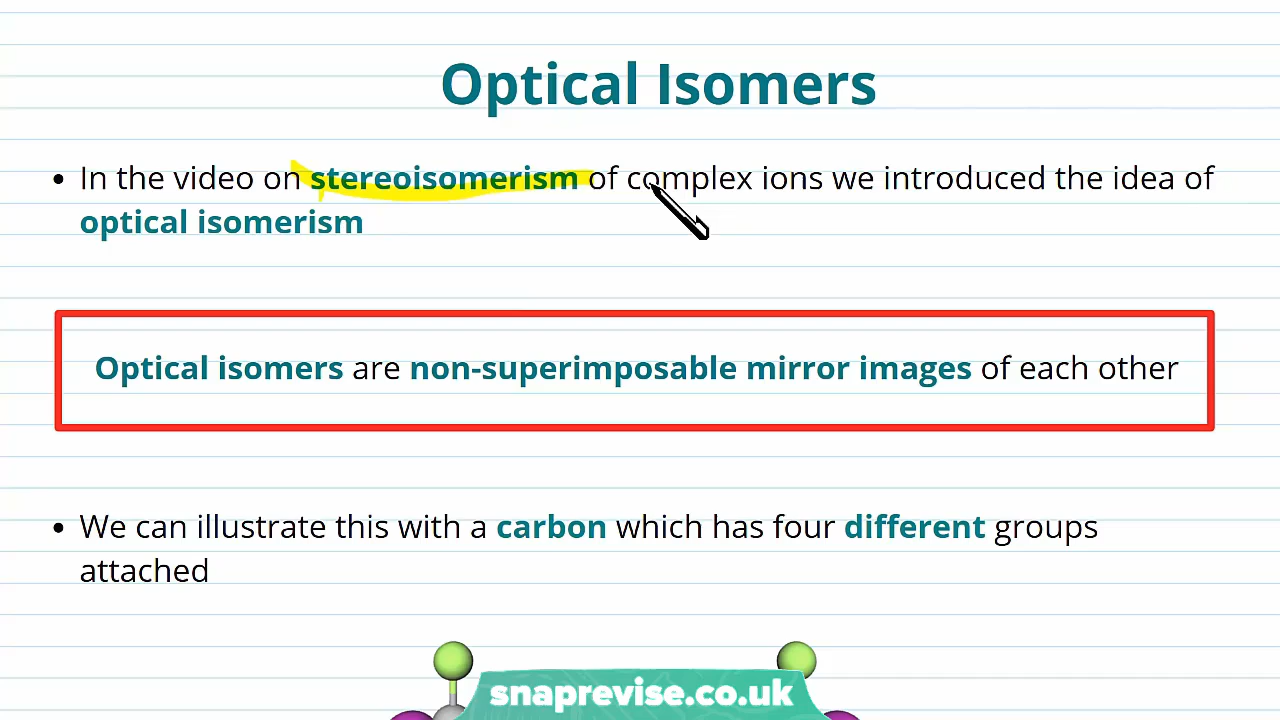 Optical Isomers
• In the video on stereoisomerism of complex ions we introduced the idea of
optical isomerism
Optical isomers are non-superimposable mirror images of each other
• We can illustrate this with a carbon which has four different groups
attached
snaprevise.co.uk